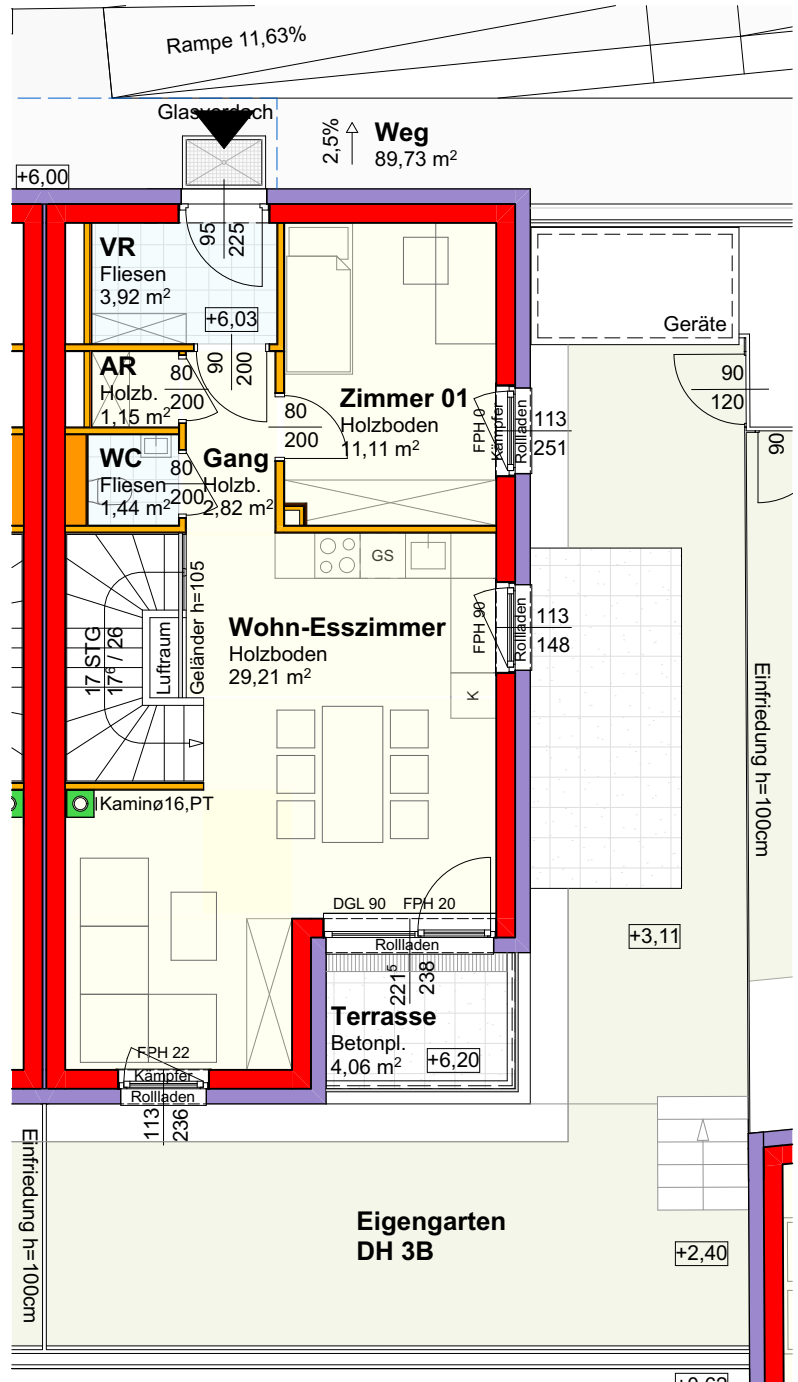 Rampe 11,63%
Glasvordach
2,5%
Weg
89,73 m²
+6,00
95
225
VR
Fliesen
3,92 m²
+6,03
Geräte
AR
Holzb.
1,15 m²
80
200
90
200
80
200
Zimmer 01
Holzboden
11,11 m²
FPH 0
Kämpfer
Rollladen
113
251
90
120
90
WC
Fliesen
1,44 m²
80
200
Gang
Holzb.
2,82 m²
GS
17 STG
17⁶ / 26
Luftraum
Geländer h=105
Wohn-Esszimmer
Holzboden
29,21 m²
FPH 90
Rollladen
113
148
K
Einfriedung h=100cm
Kaminø16,PT
DGL 90 FPH 20
Rollladen
221⁵
238
+3,11
Terrasse
Betonpl.
4,06 m²
+6,20
FPH 22
Kämpfer
Rollladen
113
236
Einfriedung h=100cm
Eigengarten
DH 3B
+2,40